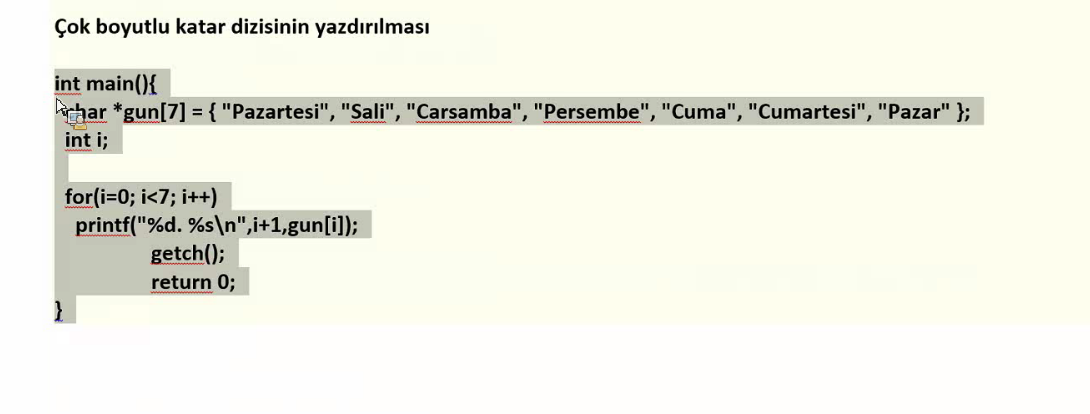 Çok boyutlu katar dizisinin yazdırılması
int main(){
char *gun[7] = { "Pazartesi", "Sali", "Carsamba", "Persembe", "Cuma", "Cumartesi", "Pazar" };
int i;
for(i=0; i<7; i++)
printf("%d. %s\n",i+1,gun[i]);
getch();
return 0;
}